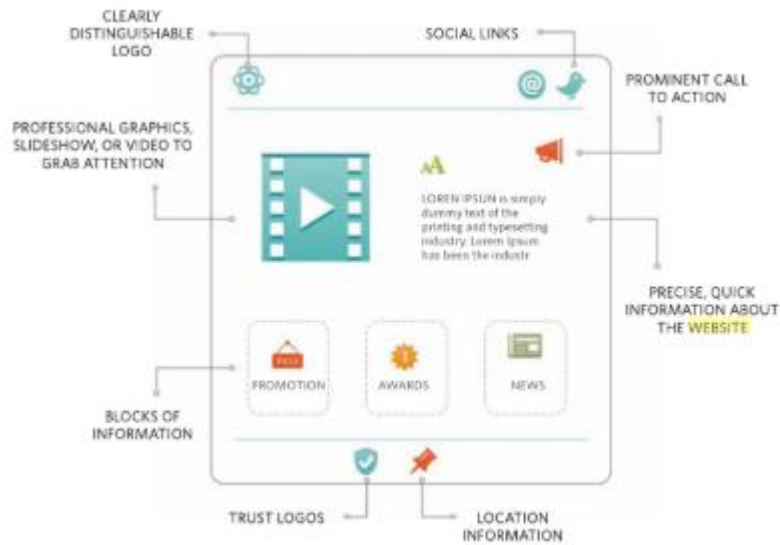 CLEARLY
DISTINGUISHABLE
LOGO
SOCIAL LINKS
PROMINENT CALL
TO ACTION
PROFESSIONAL GRAPHICS,
SLIDESHOW, OR VIDEO TO
GRAB ATTENTION
AA
LOREN IPSUN is simply
dummy text of the
printing and typesetting
industry. Lorem Ipsum
has been the industr
PRECISE, QUICK
INFORMATION ABOUT
THE WEBSITE
PROMOTION
AWARDS
NEWS
BLOCKS OF
INFORMATION
TRUST LOGOS
LOCATION
INFORMATION